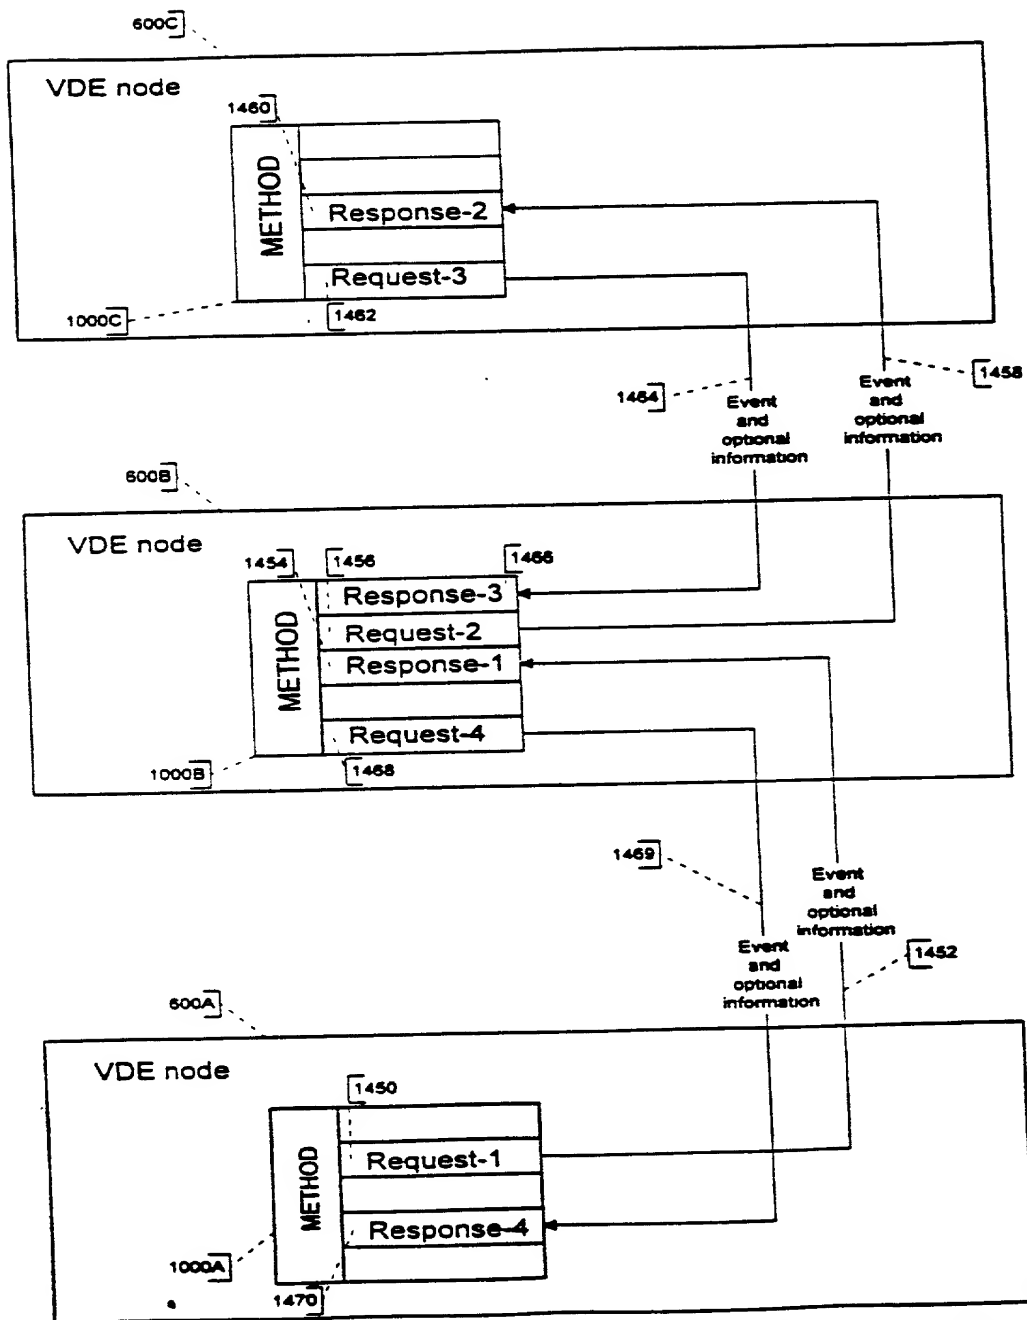 600C
VDE node
1460
METHOD
Response-2
Request-3
1000C
1462
1464
1458
Event
and
optional
information
Event
and
optional
information
600B
VDE node
1454
1456
1466
METHOD
Response-3
Request-2
Response-1
Request-4
1000B
1468
1469
Event
and
optional
information
1452
Event
and
optional
information
600A
VDE node
1450
METHOD
Request-1
Response-4
1000A
1470